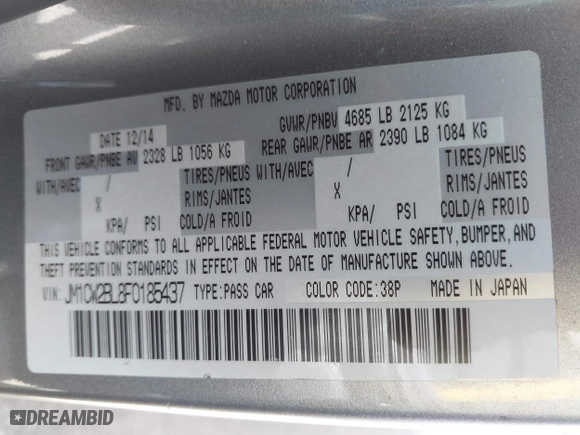 MFD. BY MAZDA MOTOR CORPORATION
DATE 12/14 GVWR/PNBV 4685 LB 2125 KG
FRONT GAWR/PNBE AV 2328 LB 1056 KG REAR GAWR/PNBE AR 2390 LB 1084 KG
WITH/AVEC / TIRES/PNEUS WITH/AVEC / TIRES/PNEUS
X RIMS/JANTES X RIMS/JANTES
KPA/ PSI COLD/A FROID KPA/ PSI COLD/A FROID
THIS VEHICLE CONFORMS TO ALL APPLICABLE FEDERAL MOTOR VEHICLE SAFETY, BUMPER, AND
THEFT PREVENTION STANDARDS IN EFFECT ON THE DATE OF MANUFACTURE SHOWN ABOVE.
VIN: JM1CW2BL8F0185437 TYPE:PASS CAR COLOR CODE:38P MADE IN JAPAN
DREAMBID